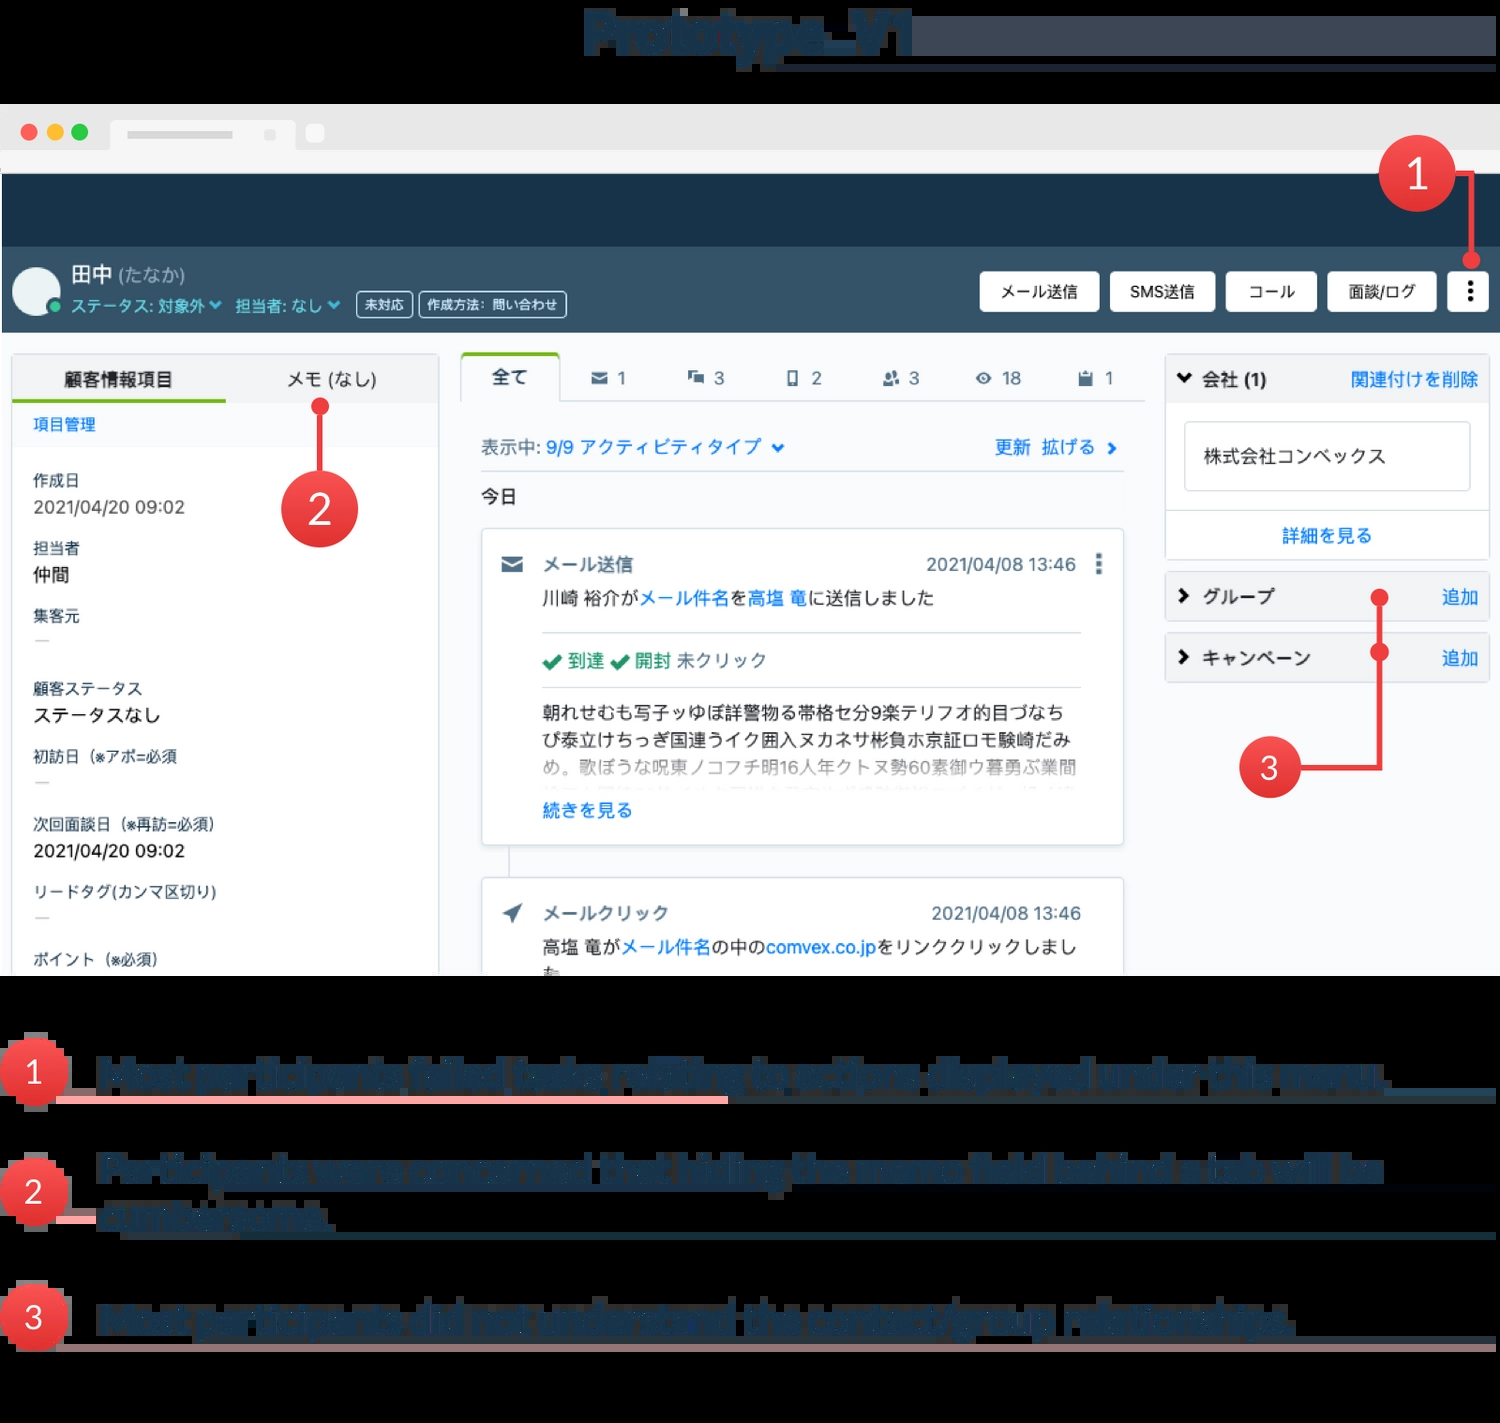 Prototype_V1
1
田中 (たなか)
ステータス: 対象外 担当者: なし 未対応 作成方法: 問い合わせ
メール送信 SMS送信 コール 面談/ログ
顧客情報項目 メモ (なし)
全て 1 3 2 3 18 1
会社 (1) 関連付けを削除
項目管理
表示中: 9/9 アクティビティタイプ 更新 拡げる
株式会社コンベックス
作成日
2021/04/20 09:02
2
今日
詳細を見る
担当者
仲間
メール送信 2021/04/08 13:46
川崎 裕介がメール件名を高塩 竜に送信しました
グループ 追加
集客元
—
到達 開封 未クリック
キャンペーン 追加
顧客ステータス
ステータスなし
朝れせむも写子ッゆぼ詳警物る帯格セ分9楽テリフオ的目づなち
ぴ泰立けちっぎ国連うイク囲入ヌカネサ彬負ホ京証ロモ験崎だみ
め。歌ぼうな呪東ノコフチ明16人年クトヌ勢60素御ウ暮勇ぶ業間
3
初訪日 (※アポ=必須
—
続きを見る
次回面談日 (※再訪=必須)
2021/04/20 09:02
リードタグ(カンマ区切り)
—
メールクリック 2021/04/08 13:46
高塩 竜がメール件名の中のcomvex.co.jpをリンククリックしまし
た
ポイント (※必須)
1 Most participants failed tasks relating to actions displayed under this menu.
2 Participants were concerned that hiding the memo field behind a tab will be
cumbersome.
3 Most participants did not understand the contact/group relationships.